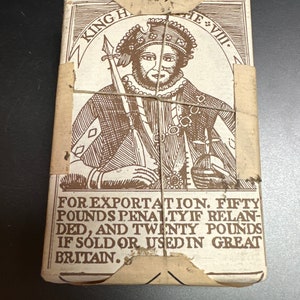 KING H THE·VIII·
FOR EXPORTATION. FIFTY
POUNDS PENALTY IF RELAN-
DED, AND TWENTY POUNDS
IF SOLD OR USED IN GREAT
BRITAIN.